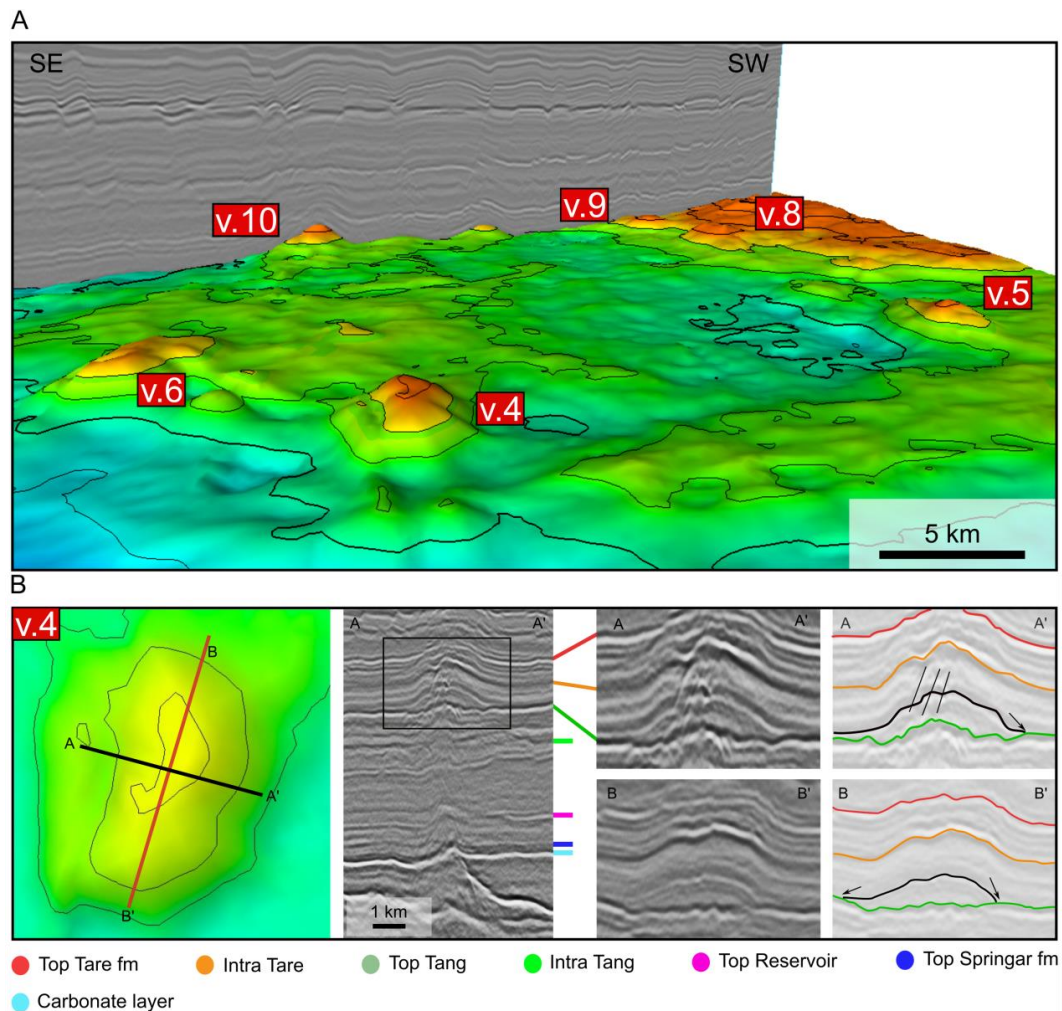 A
SE
SW
v.10
v.9
v.8
v.5
v.6
v.4
5 km
B
v.4
B
A
A'
B'
A
A'
1 km
A
A'
A
A'
B
B'
B
B'
Top Tare fm
Intra Tare
Top Tang
Intra Tang
Top Reservoir
Top Springar fm
Carbonate layer